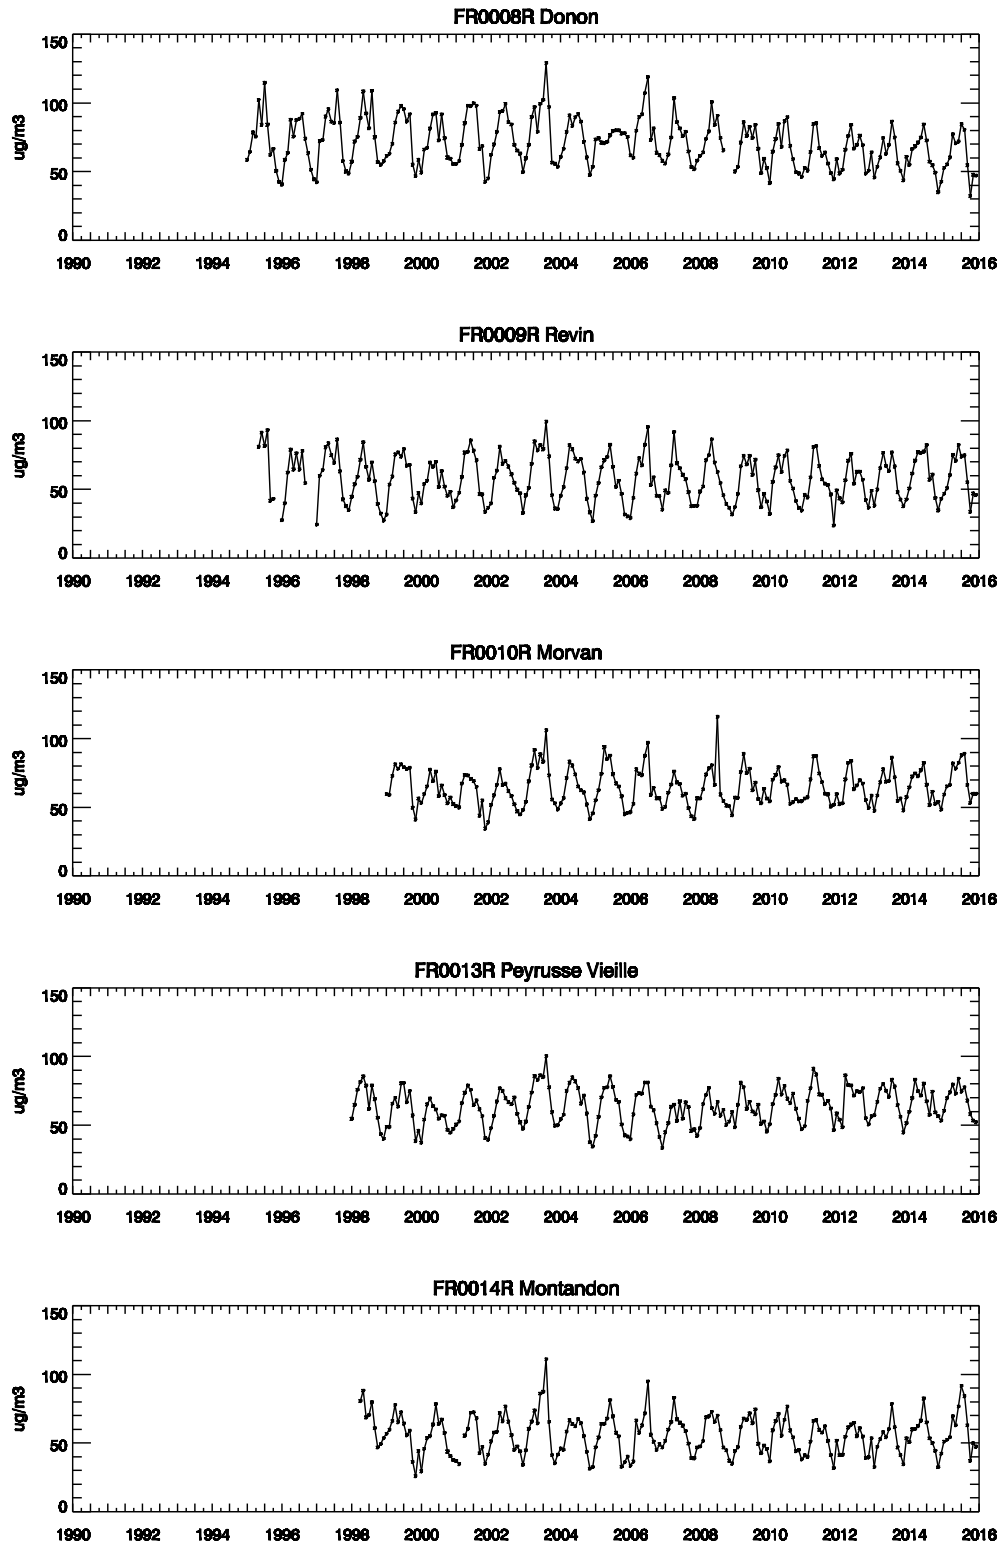 FR0008R Donon
150
100
50
0
ug/m3
1990 1992 1994 1996 1998 2000 2002 2004 2006 2008 2010 2012 2014 2016
FR0009R Revin
150
100
50
0
ug/m3
1990 1992 1994 1996 1998 2000 2002 2004 2006 2008 2010 2012 2014 2016
FR0010R Morvan
150
100
50
0
ug/m3
1990 1992 1994 1996 1998 2000 2002 2004 2006 2008 2010 2012 2014 2016
FR0013R Peyrusse Vieille
150
100
50
0
ug/m3
1990 1992 1994 1996 1998 2000 2002 2004 2006 2008 2010 2012 2014 2016
FR0014R Montandon
150
100
50
0
ug/m3
1990 1992 1994 1996 1998 2000 2002 2004 2006 2008 2010 2012 2014 2016